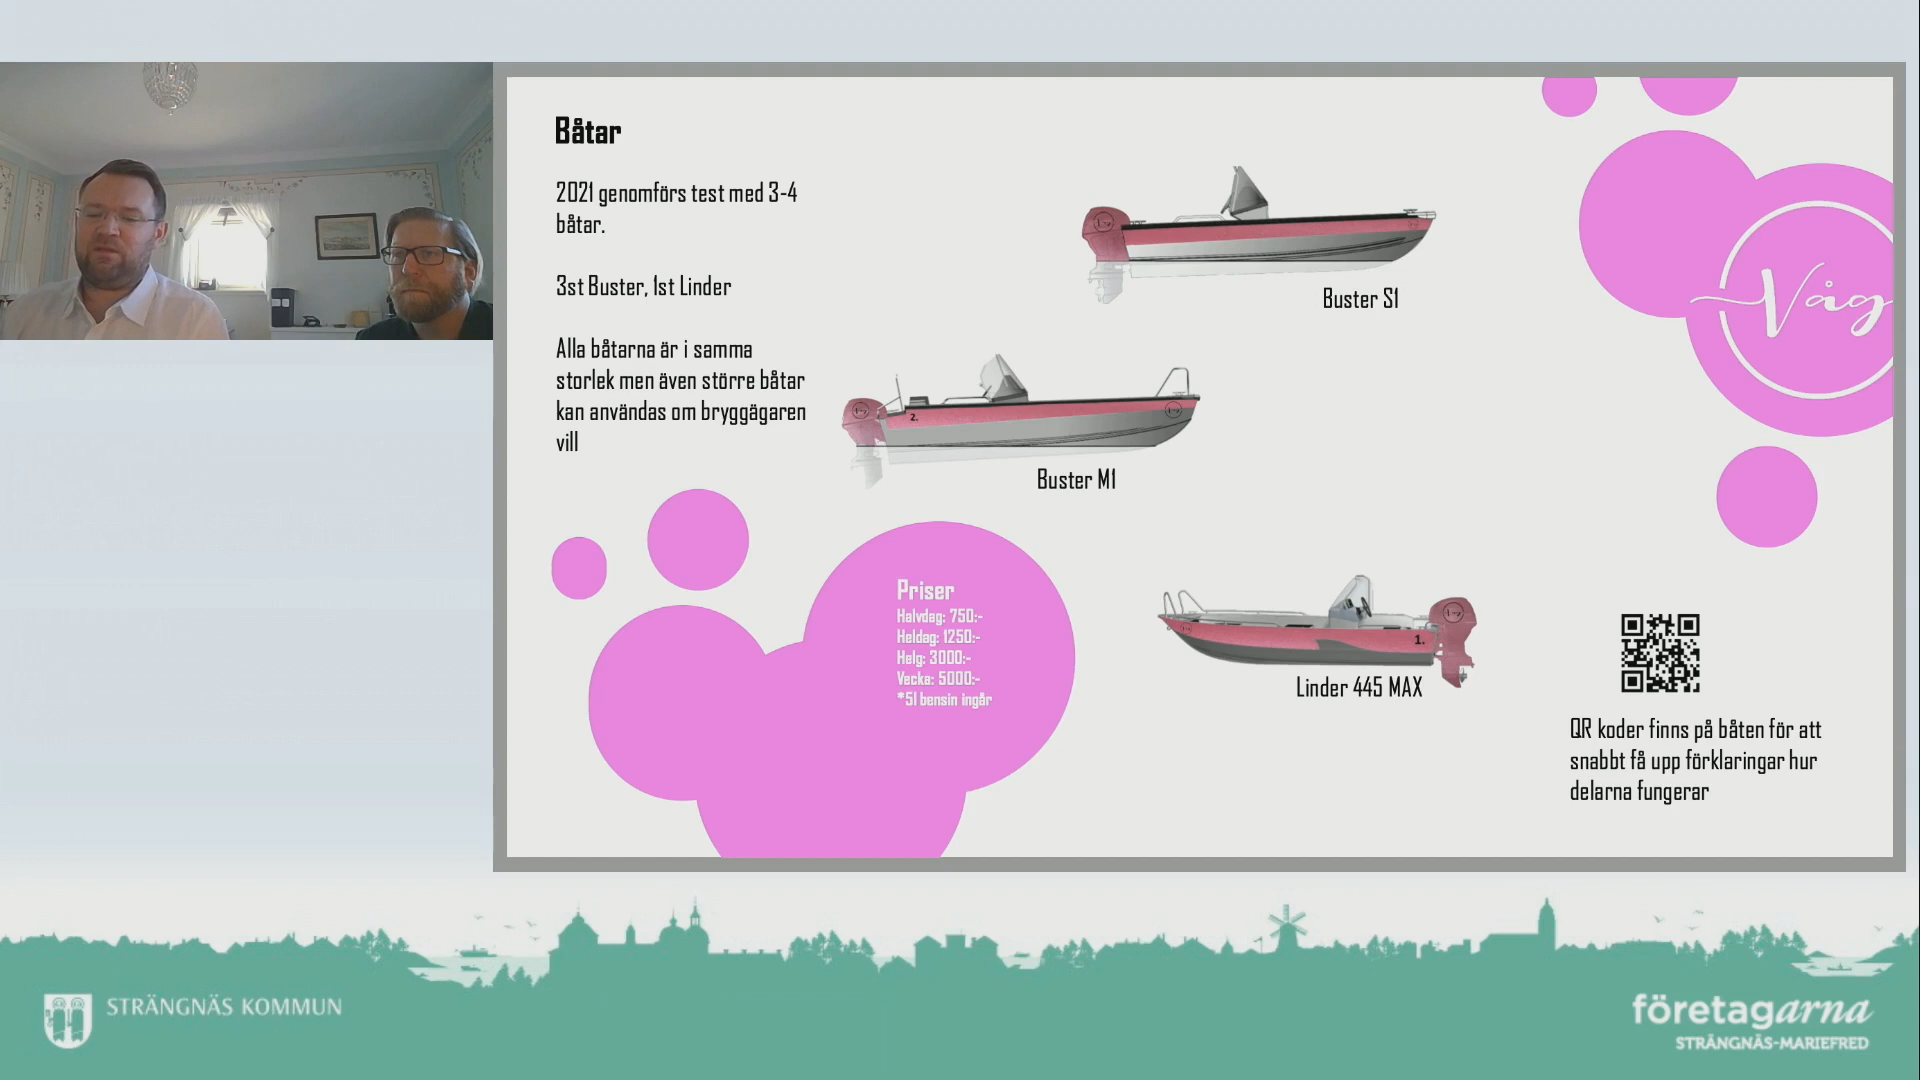 Båtar
2021 genomförs test med 3-4
båtar.
3st Buster, 1st Linder
Alla båtarna är i samma
storlek men även större båtar
kan användas om bryggägaren
vill
Buster S1
Våg
2.
Buster M1
Priser
Halvdag: 750:-
Heldag: 1250:-
Helg: 3000:-
Vecka: 5000:-
*5l bensin ingår
1.
Linder 445 MAX
QR koder finns på båten för att
snabbt få upp förklaringar hur
delarna fungerar
STRÄNGNÄS KOMMUN
företagarna
STRÄNGNÄS-MARIEFRED